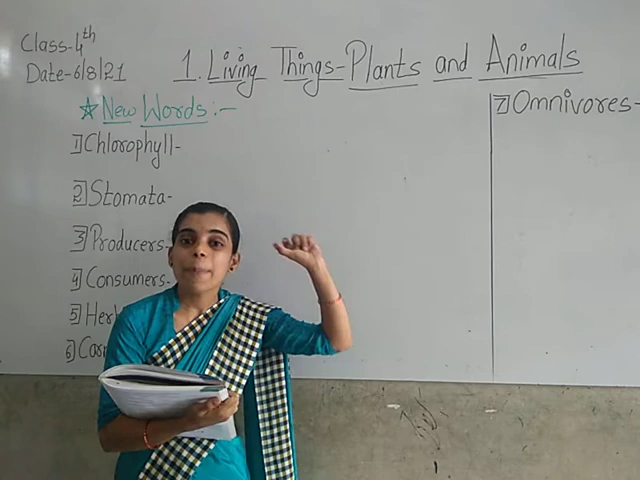 Class-4th
Date-6/8/21
1. Living Things-Plants and Animals
☆ New Words:-
1] Chlorophyll-
2] Stomata-
3] Producers-
4] Consumers-
5]
6]
7] Omnivores-